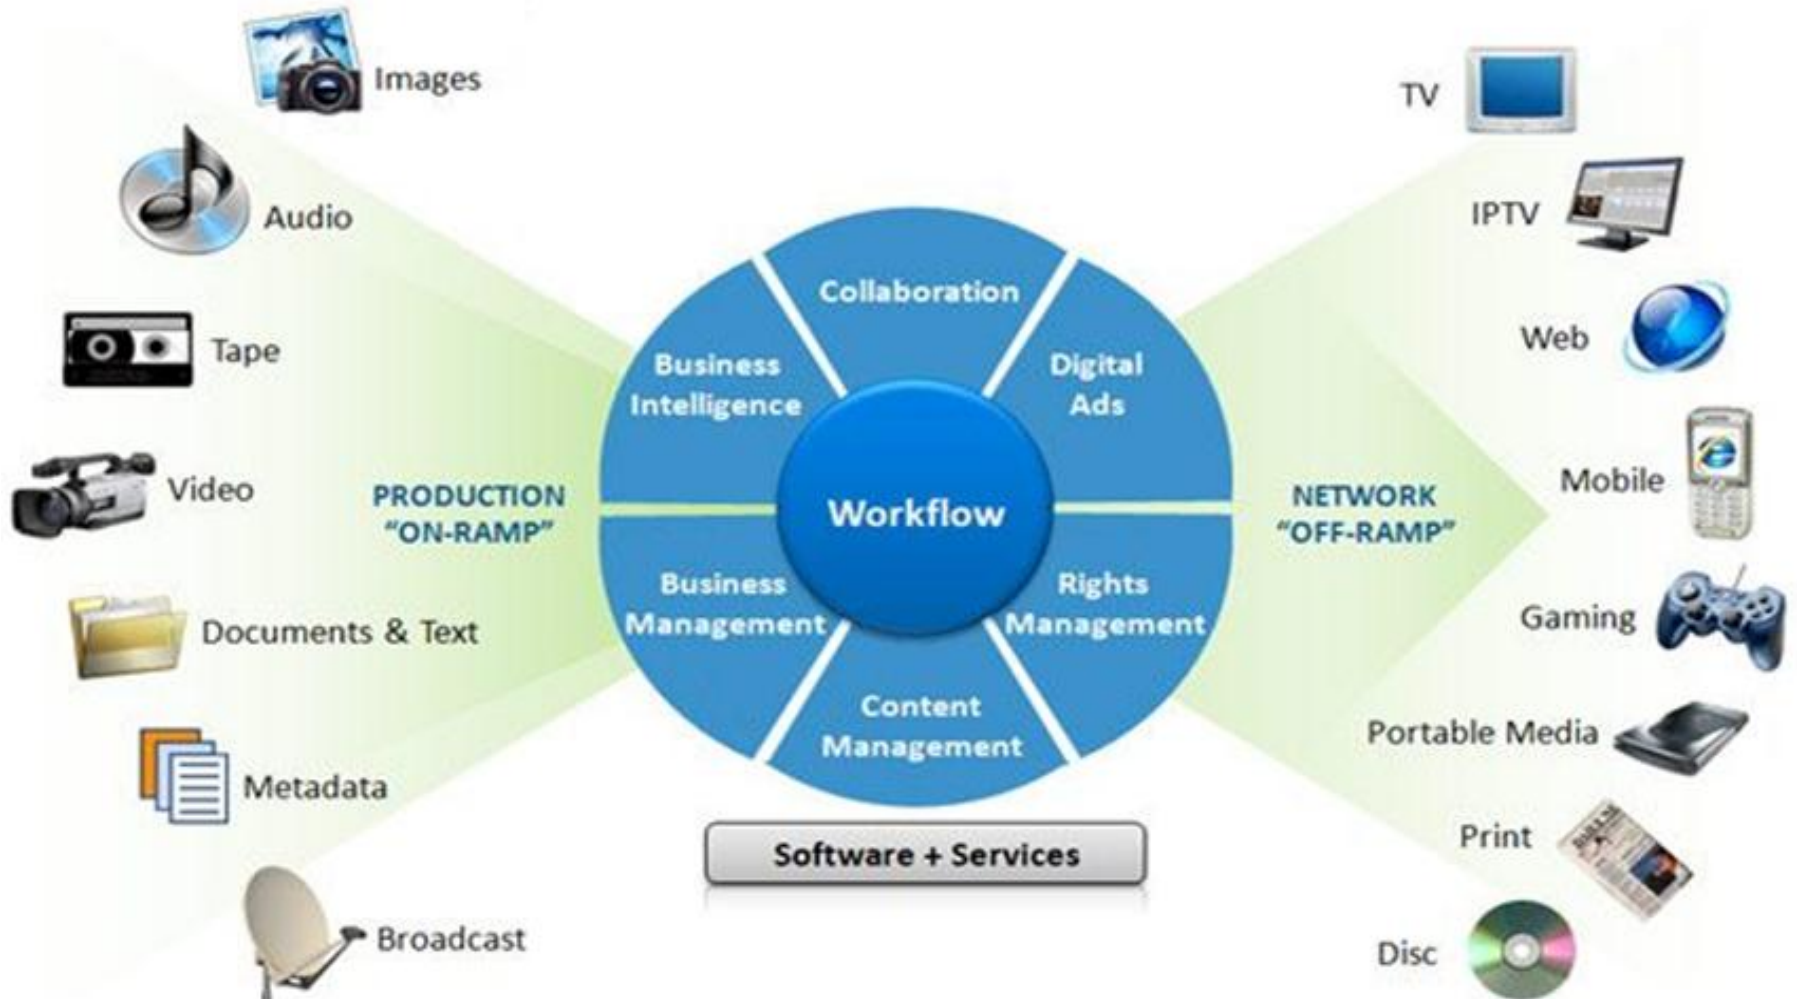 Images
Audio
Tape
Video
Documents & Text
Metadata
Broadcast
PRODUCTION
"ON-RAMP"
Collaboration
Business
Intelligence
Digital
Ads
Workflow
Business
Management
Rights
Management
Content
Management
Software + Services
NETWORK
"OFF-RAMP"
TV
IPTV
Web
Mobile
Gaming
Portable Media
Print
Disc